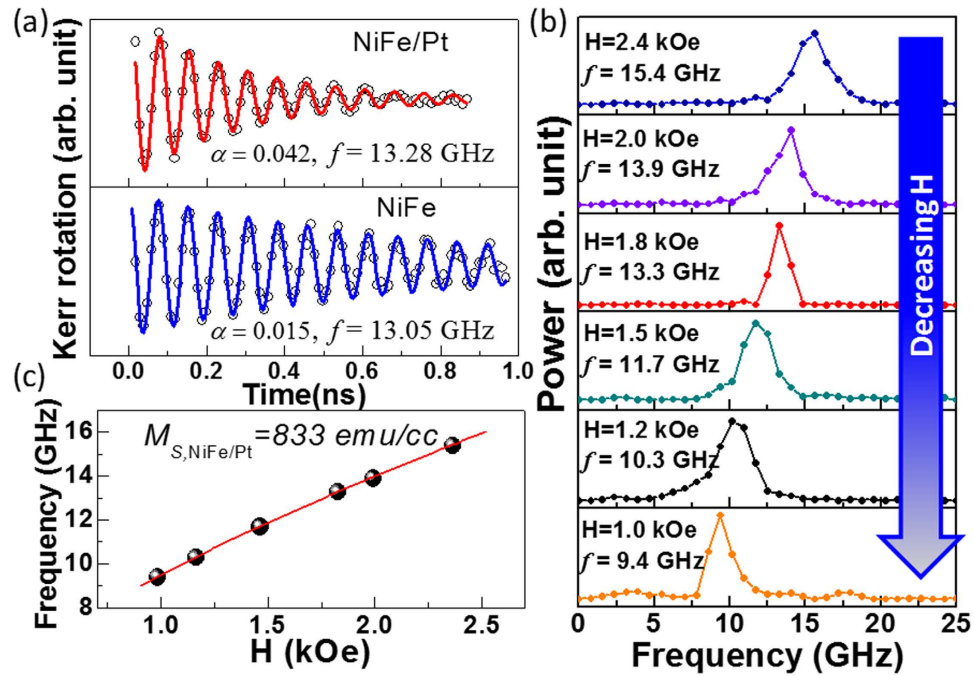 (a)
Kerr rotation (arb. unit)
NiFe/Pt
α = 0.042, f = 13.28 GHz
NiFe
α = 0.015, f = 13.05 GHz
0.0 0.2 0.4 0.6 0.8 1.0
Time(ns)
(c)
Frequency (GHz)
16
14
12
10
8
M S,NiFe/Pt =833 emu/cc
1.0 1.5 2.0 2.5
H (kOe)
(b)
Power (arb. unit)
H=2.4 kOe
f = 15.4 GHz
H=2.0 kOe
f = 13.9 GHz
H=1.8 kOe
f = 13.3 GHz
H=1.5 kOe
f = 11.7 GHz
H=1.2 kOe
f = 10.3 GHz
H=1.0 kOe
f = 9.4 GHz
Decreasing H
0 5 10 15 20 25
Frequency (GHz)